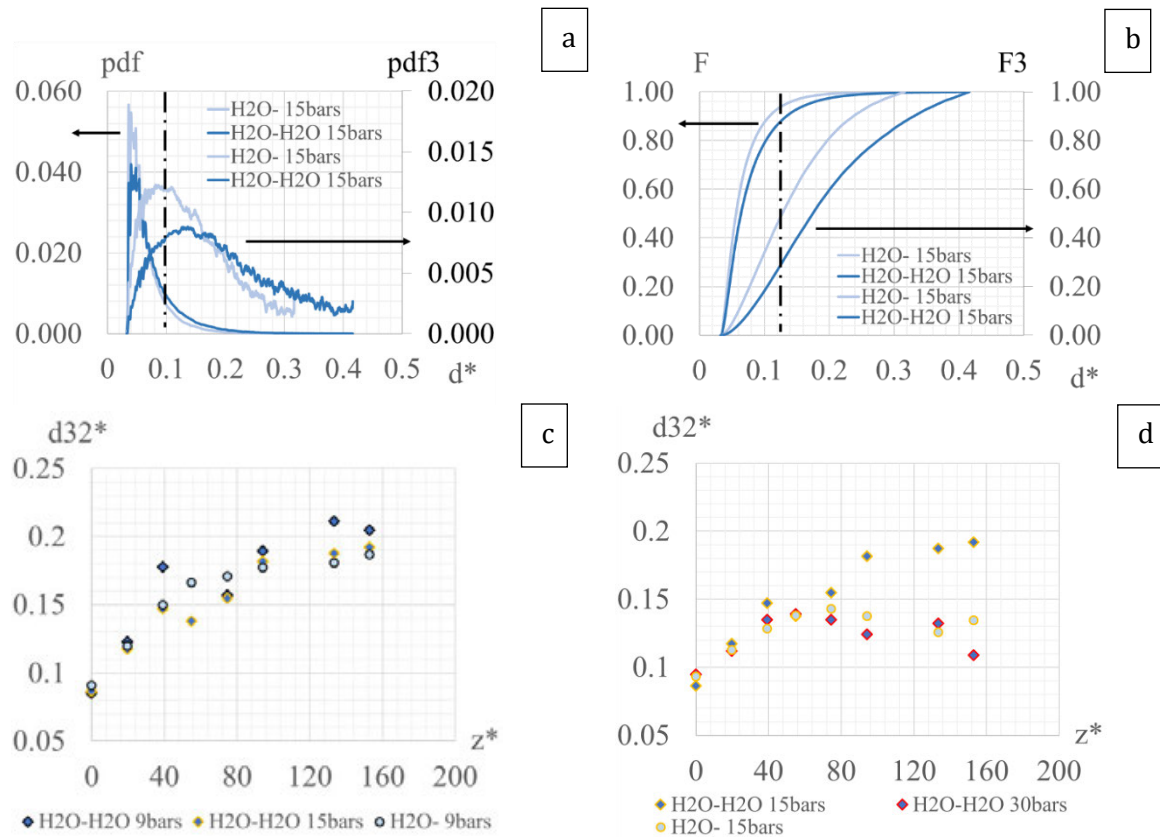 a
pdf
pdf3
0.060
0.040
0.020
0.000
0.020
0.015
0.010
0.005
0.000
H2O- 15bars
H2O-H2O 15bars
H2O- 15bars
H2O-H2O 15bars
0 0.1 0.2 0.3 0.4 0.5
d*
b
F
F3
1.00
0.80
0.60
0.40
0.20
0.00
1.00
0.80
0.60
0.40
0.20
0.00
H2O- 15bars
H2O-H2O 15bars
H2O- 15bars
H2O-H2O 15bars
0 0.1 0.2 0.3 0.4 0.5
d*
c
d32*
0.25
0.2
0.15
0.1
0.05
z*
0 40 80 120 160 200
H2O-H2O 9bars H2O-H2O 15bars H2O- 9bars
d
d32*
0.25
0.2
0.15
0.1
0.05
z*
0 40 80 120 160 200
H2O-H2O 15bars H2O-H2O 30bars
H2O- 15bars